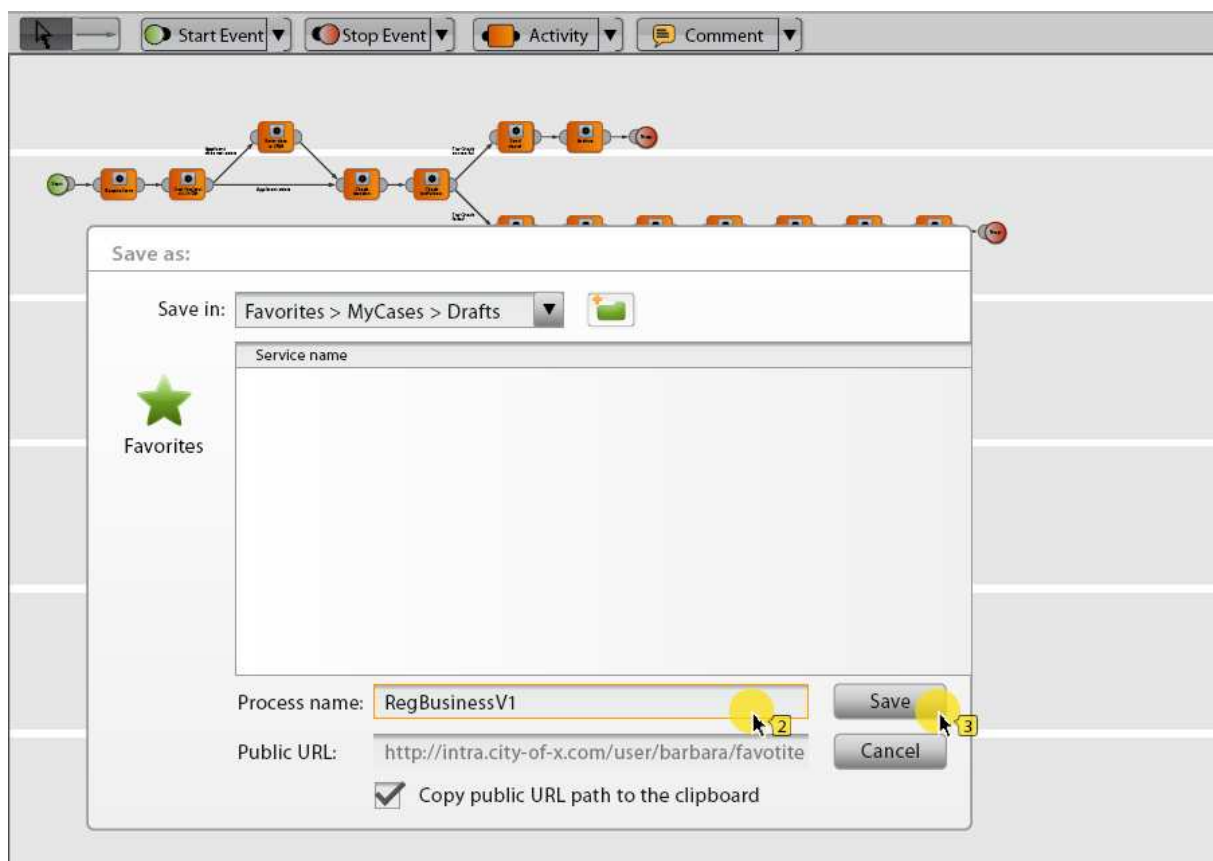 Start Event Stop Event Activity Comment
Save as:
Save in: Favorites > MyCases > Drafts
Service name
Favorites
Process name: RegBusinessV1 Save
2 3
Public URL: http://intra.city-of-x.com/user/barbara/favotite Cancel
Copy public URL path to the clipboard